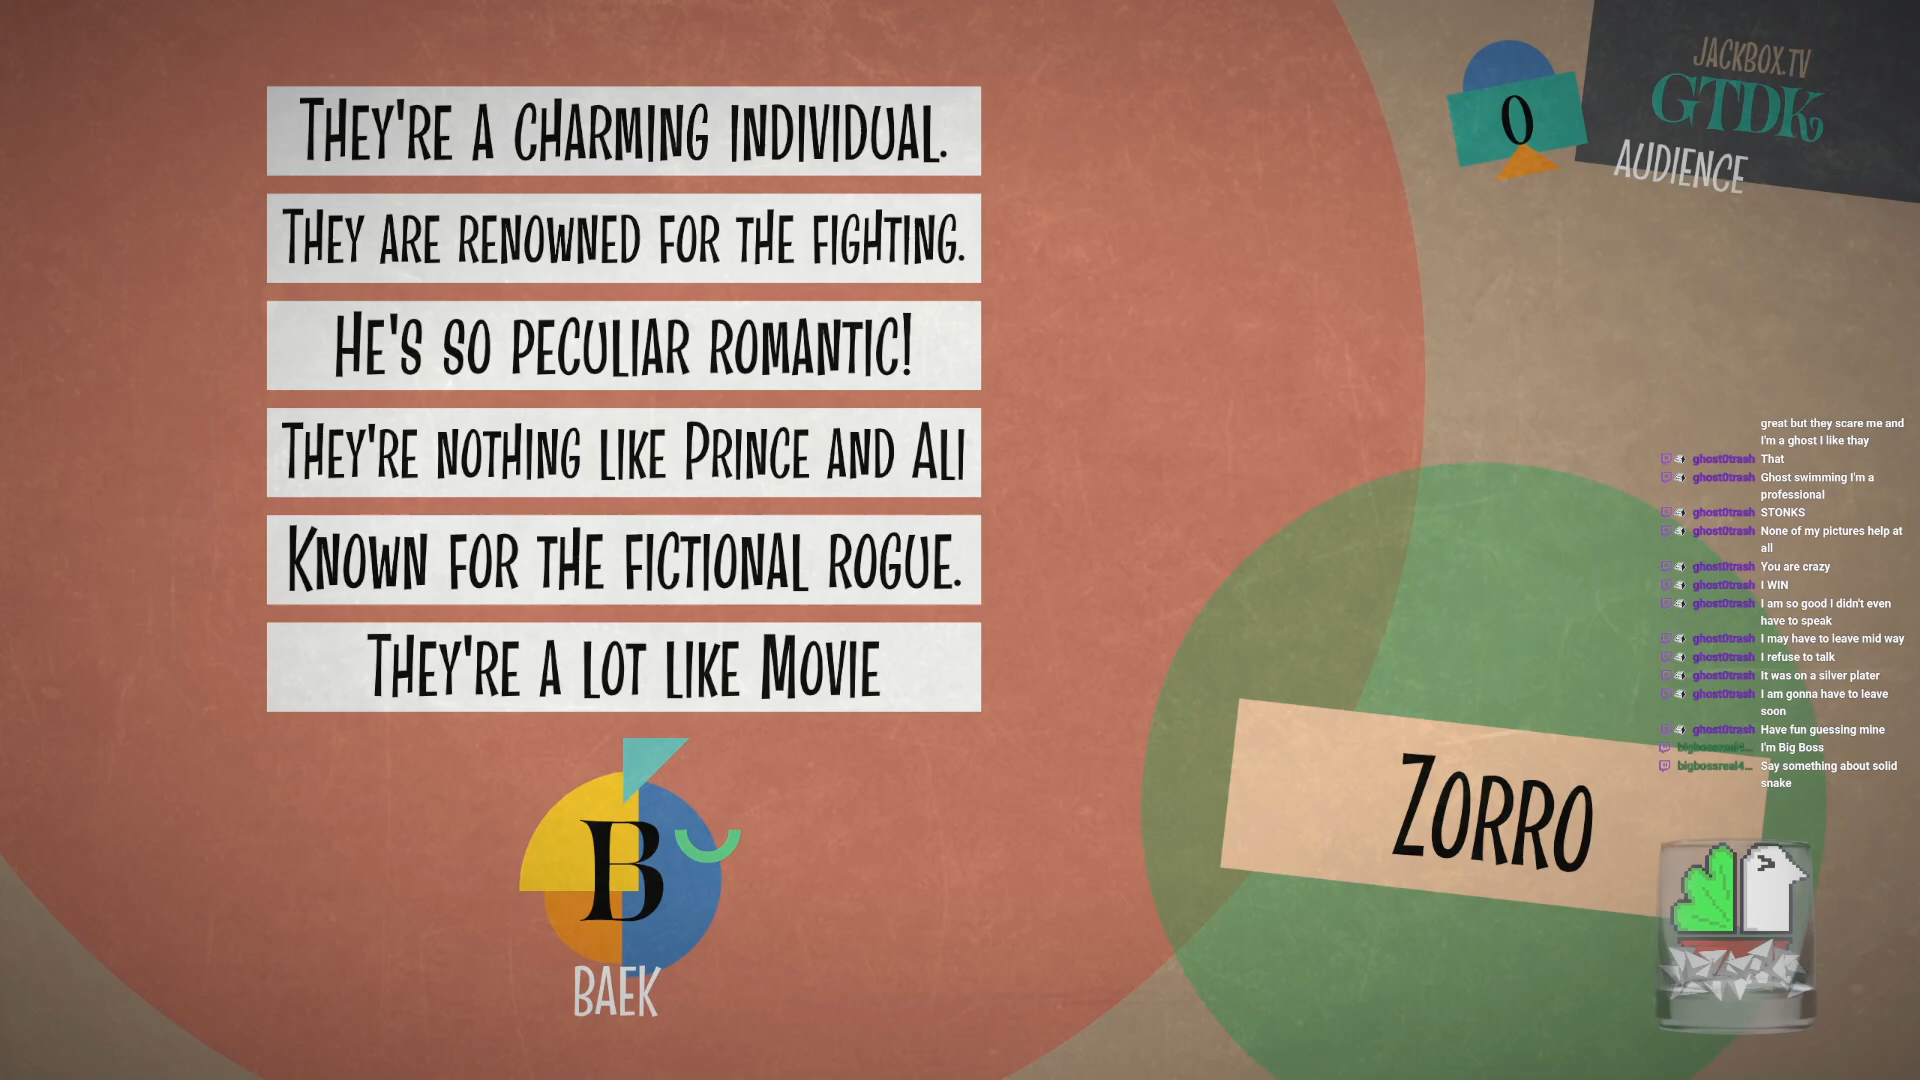 They're a charming individual.
They are renowned for the fighting.
He's so peculiar romantic!
They're nothing like Prince and Ali
Known for the fictional rogue.
They're a lot like Movie
B
BAEK
0
JACKBOX.TV
GTDK
AUDIENCE
Zorro
great but they scare me and
I'm a ghost I like thay
ghost0trash That
ghost0trash Ghost swimming I'm a
professional
ghost0trash STONKS
ghost0trash None of my pictures help at
all
ghost0trash You are crazy
ghost0trash I WIN
ghost0trash I am so good I didn't even
have to speak
ghost0trash I may have to leave mid way
ghost0trash I refuse to talk
ghost0trash It was on a silver plater
ghost0trash I am gonna have to leave
soon
ghost0trash Have fun guessing mine
bigbossreal4... I'm Big Boss
bigbossreal4... Say something about solid
snake